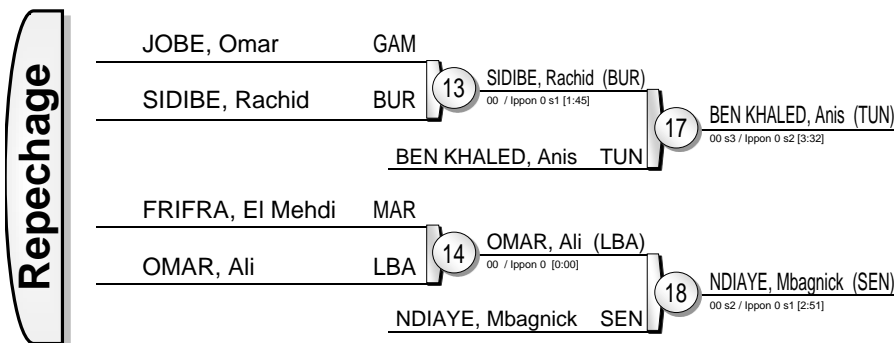 Repechage
JOBE, Omar GAM
SIDIBE, Rachid BUR
13
SIDIBE, Rachid (BUR)
00 / Ippon 0 s1 [1:45]
BEN KHALED, Anis TUN
17
BEN KHALED, Anis (TUN)
00 s3 / Ippon 0 s2 [3:32]
FRIFRA, El Mehdi MAR
OMAR, Ali LBA
14
OMAR, Ali (LBA)
00 / Ippon 0 [0:00]
NDIAYE, Mbagnick SEN
18
NDIAYE, Mbagnick (SEN)
00 s2 / Ippon 0 s1 [2:51]